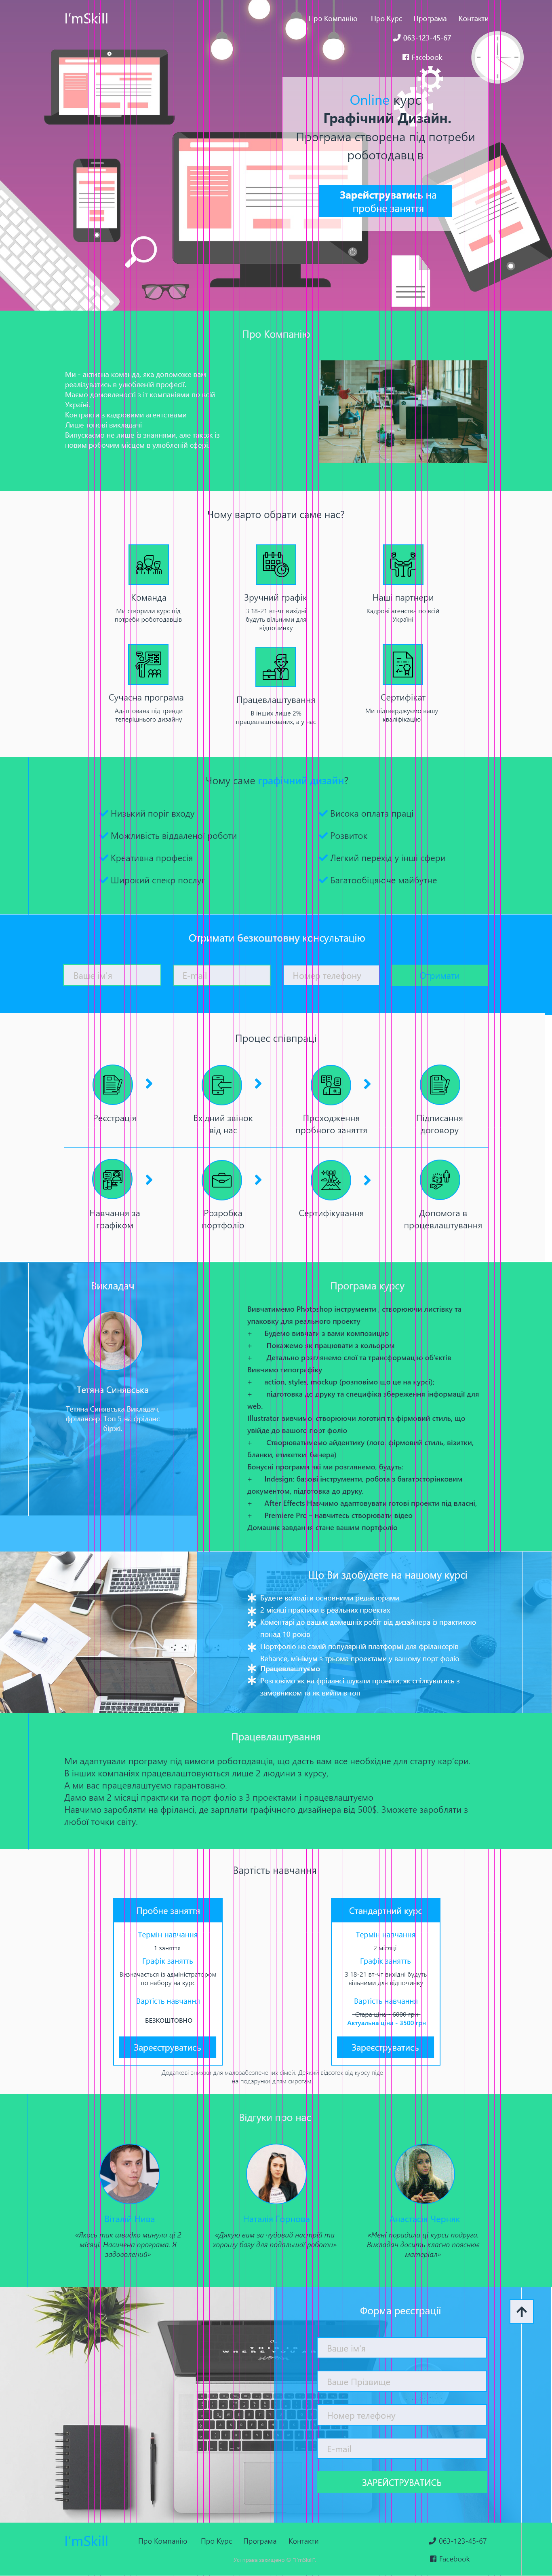 I'mSkill
Про Компанію Про Курс Програма Контакти
063-123-45-67
Facebook
Online курс
Графічний Дизайн.
Програма створена під потреби
роботодавців
Зарейструватись на
пробне заняття
Про Компанію
Ми - активна команда, яка допоможе вам
реалізуватись в улюбленій професії.
Маємо домовленості з іт компаніями по всій
Україні.
Контракти з кадровими агентствами
Лише топові викладачі
Випускаємо не лише із знаннями, але також із
новим робочим місцем в улюбленій сфері.
Чому варто обрати саме нас?
Команда
Ми створили курс під
потреби роботодавців
Зручний графік
З 18-21 вт-чт вихідні
будуть вільними для
відпочинку
Наші партнери
Кадрові агенства по всій
Україні
Сучасна програма
Адаптована під тренди
теперішнього дизайну
Працевлаштування
В інших лише 2%
працевлаштованих, а у нас
Сертифікат
Ми підтверджуємо вашу
кваліфікацію
Чому саме графічний дизайн?
Низький поріг входу
Можливість віддаленої роботи
Креативна професія
Широкий спекр послуг
Висока оплата праці
Розвиток
Легкий перехід у інші сфери
Багатообіцяюче майбутнє
Отримати безкоштовну консультацію
Ваше ім'я
E-mail
Номер телефону
Отримати
Процес співпраці
Реєстрація
Вхідний звінок
від нас
Проходження
пробного заняття
Підписання
договору
Навчання за
графіком
Розробка
портфоліо
Сертифікування
Допомога в
процевлаштування
Викладач
Тетяна Синявська
Тетяна Синявська Викладач,
фрілансер. Топ 5 на фріланс
біржі.
Програма курсу
Вивчатимемо Photoshop інструменти , створюючи листівку та
упаковку для реального проекту
+ Будемо вивчати з вами композицію
+ Покажемо як працювати з кольором
+ Детально розглянемо слої та трансформацію об'єктів
Вивчимо типографіку
+ action, styles, mockup (розповімо що це на курсі);
+ підготовка до друку та специфіка збереження інформації для
web.
Illustrator вивчимо, створюючи логотип та фірмовий стиль, що
увійде до вашого порт фоліо
+ Створюватимемо айдентику (лого, фірмовий стиль, візитки,
бланки, етикетки, банера)
Бонусні програми які ми розглянемо, будуть:
+ Indesign: базові інструменти, робота з багатосторінковим
документом, підготовка до друку.
+ After Effects Навчимо адаптовувати готові проекти під власні,
+ Premiere Pro – навчитесь створювати відео
Домашнє завдання стане вашим портфоліо
Що Ви здобудете на нашому курсі
Будете володіти основними редакторами
2 місяці практики в реальних проектах
Коментарі до ваших домашніх робіт від дизайнера із практикою
понад 10 років
Портфоліо на самій популярній платформі для фрілансерів
Behance, мінімум з трьома проектами у вашому порт фоліо
Працевлаштуємо
Розповімо як на фрілансі шукати проекти, як спілкуватись з
замовником та як вийти в топ
Працевлаштування
Ми адаптували програму під вимоги роботодавців, що дасть вам все необхідне для старту кар'єри.
В інших компаніях працевлаштовуються лише 2 людини з курсу,
А ми вас працевлаштуємо гарантовано.
Дамо вам 2 місяці практики та порт фоліо з 3 проектами і працевлаштуємо
Навчимо заробляти на фрілансі, де зарплати графічного дизайнера від 500$. Зможете заробляти з
любої точки світу.
Вартість навчання
Пробне заняття
Термін навчання
1 заняття
Графік занятть
Визначається із адміністратором
по набору на курс
Вартість навчання
БЕЗКОШТОВНО
Зареєструватись
Стандартний курс
Термін навчання
2 місяці
Графік занятть
З 18-21 вт-чт вихідні будуть
вільними для відпочинку
Вартість навчання
Стара ціна - 6000 грн
Актуальна ціна - 3500 грн
Зареєструватись
Додаткові знижки для малозабезпечених сімей. Деякий відсоток від курсу піде
на подарунки дітям сиротам.
Відгуки про нас
Віталій Нива
«Якось так швидко минули ці 2
місяці. Насичена програма. Я
задоволений»
Наталія Горнова
«Дякую вам за чудовий настрій та
хорошу базу для подальшої роботи»
Анастасія Черняк
«Мені порадила ці курси подруга.
Викладач досить класно пояснює
матеріал»
Форма реєстрації
Ваше ім'я
Ваше Прізвище
Номер телефону
E-mail
ЗАРЕЙСТРУВАТИСЬ
I'mSkill
Про Компанію Про Курс Програма Контакти
063-123-45-67
Facebook